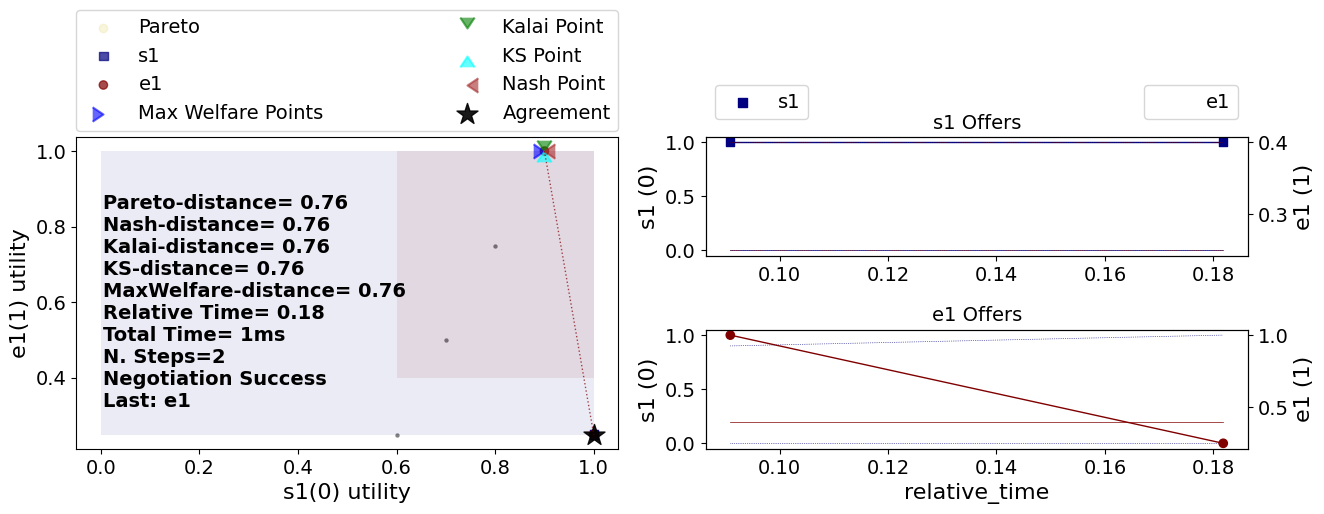 Pareto
s1
e1
Max Welfare Points
Kalai Point
KS Point
Nash Point
Agreement
e1(1) utility
1.0
0.8
0.6
0.4
Pareto-distance= 0.76
Nash-distance= 0.76
Kalai-distance= 0.76
KS-distance= 0.76
MaxWelfare-distance= 0.76
Relative Time= 0.18
Total Time= 1ms
N. Steps=2
Negotiation Success
Last: e1
0.0 0.2 0.4 0.6 0.8 1.0
s1(0) utility
s1
e1
s1 Offers
s1 (0)
1.0
0.5
0.0
0.4
0.3
e1 (1)
0.10 0.12 0.14 0.16 0.18
e1 Offers
s1 (0)
1.0
0.5
0.0
1.0
0.5
e1 (1)
0.10 0.12 0.14 0.16 0.18
relative_time